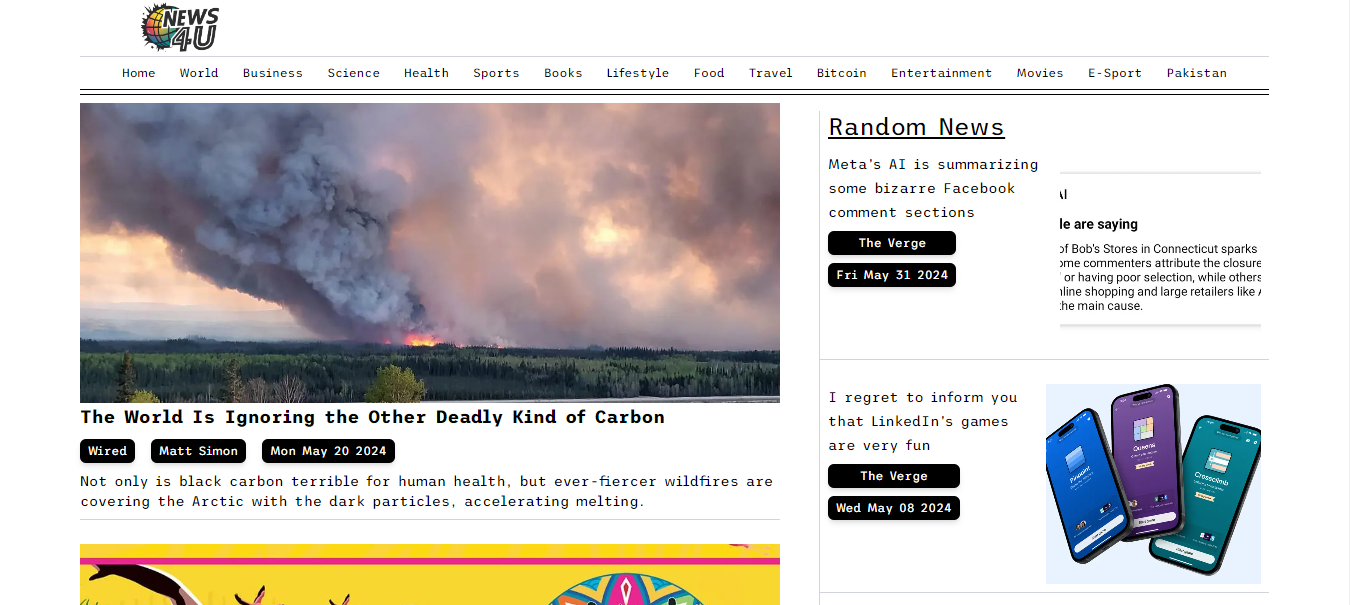 NEWS
4U
Home World Business Science Health Sports Books Lifestyle Food Travel Bitcoin Entertainment Movies E-Sport Pakistan
The World Is Ignoring the Other Deadly Kind of Carbon
Wired Matt Simon Mon May 20 2024
Not only is black carbon terrible for human health, but ever-fiercer wildfires are
covering the Arctic with the dark particles, accelerating melting.
Random News
Meta's AI is summarizing
some bizarre Facebook
comment sections
The Verge
Fri May 31 2024
AI
le are saying
of Bob's Stores in Connecticut sparks
ome commenters attribute the closure
or having poor selection, while others
nline shopping and large retailers like
the main cause.
I regret to inform you
that LinkedIn's games
are very fun
The Verge
Wed May 08 2024
Pinpoint
Queens
Crossclimb